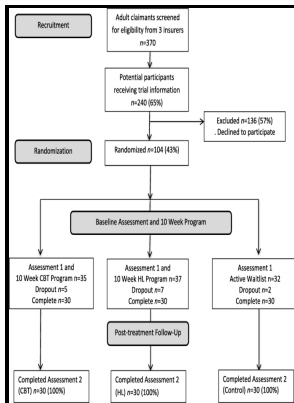 Recruitment
Adult claimants screened
for eligibility from 3 insurers
n=370
Potential participants
receiving trial information
n=240 (65%)
Excluded n=136 (57%)
. Declined to participate
Randomization
Randomized n=104 (43%)
Baseline Assessment and 10 Week Program
Assessment 1 and
10 Week CBT Program n=35
Dropout n=5
Complete n=30
Assessment 1 and
10 Week HL Program n=37
Dropout n=7
Complete n=30
Assessment 1
Active Waitlist n=32
Dropout n=2
Complete n=30
Post-treatment Follow-Up
Completed Assessment 2
(CBT) n=30 (100%)
Completed Assessment 2
(HL) n=30 (100%)
Completed Assessment 2
(Control) n=30 (100%)